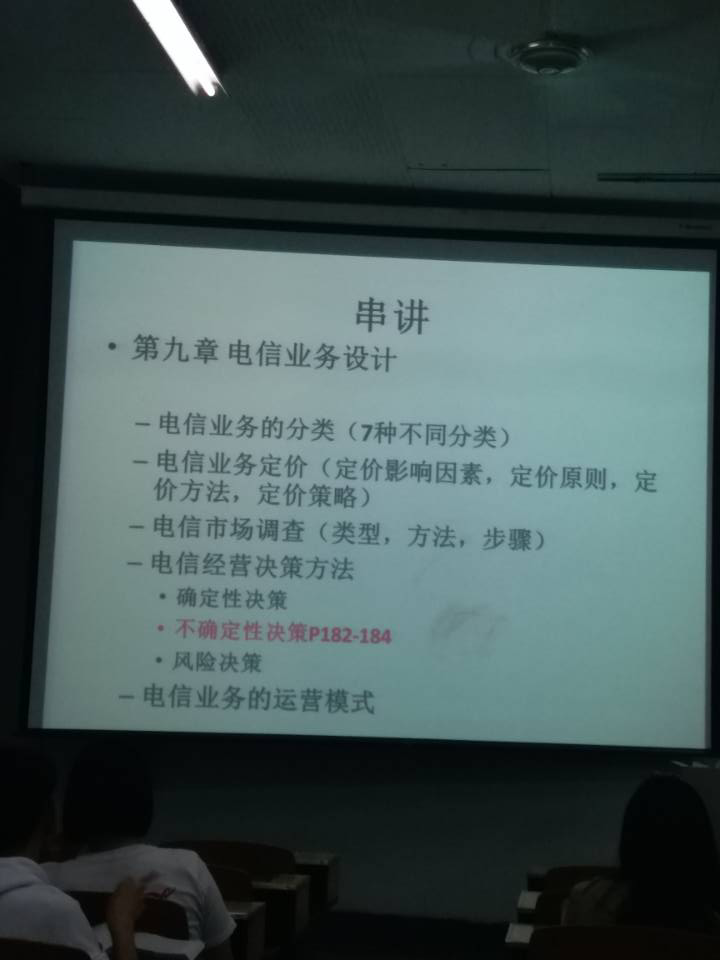 串讲
• 第九章 电信业务设计
– 电信业务的分类（7种不同分类）
– 电信业务定价（定价影响因素，定价原则，定
价方法，定价策略）
– 电信市场调查（类型，方法，步骤）
– 电信经营决策方法
• 确定性决策
• 不确定性决策P182-184
• 风险决策
– 电信业务的运营模式